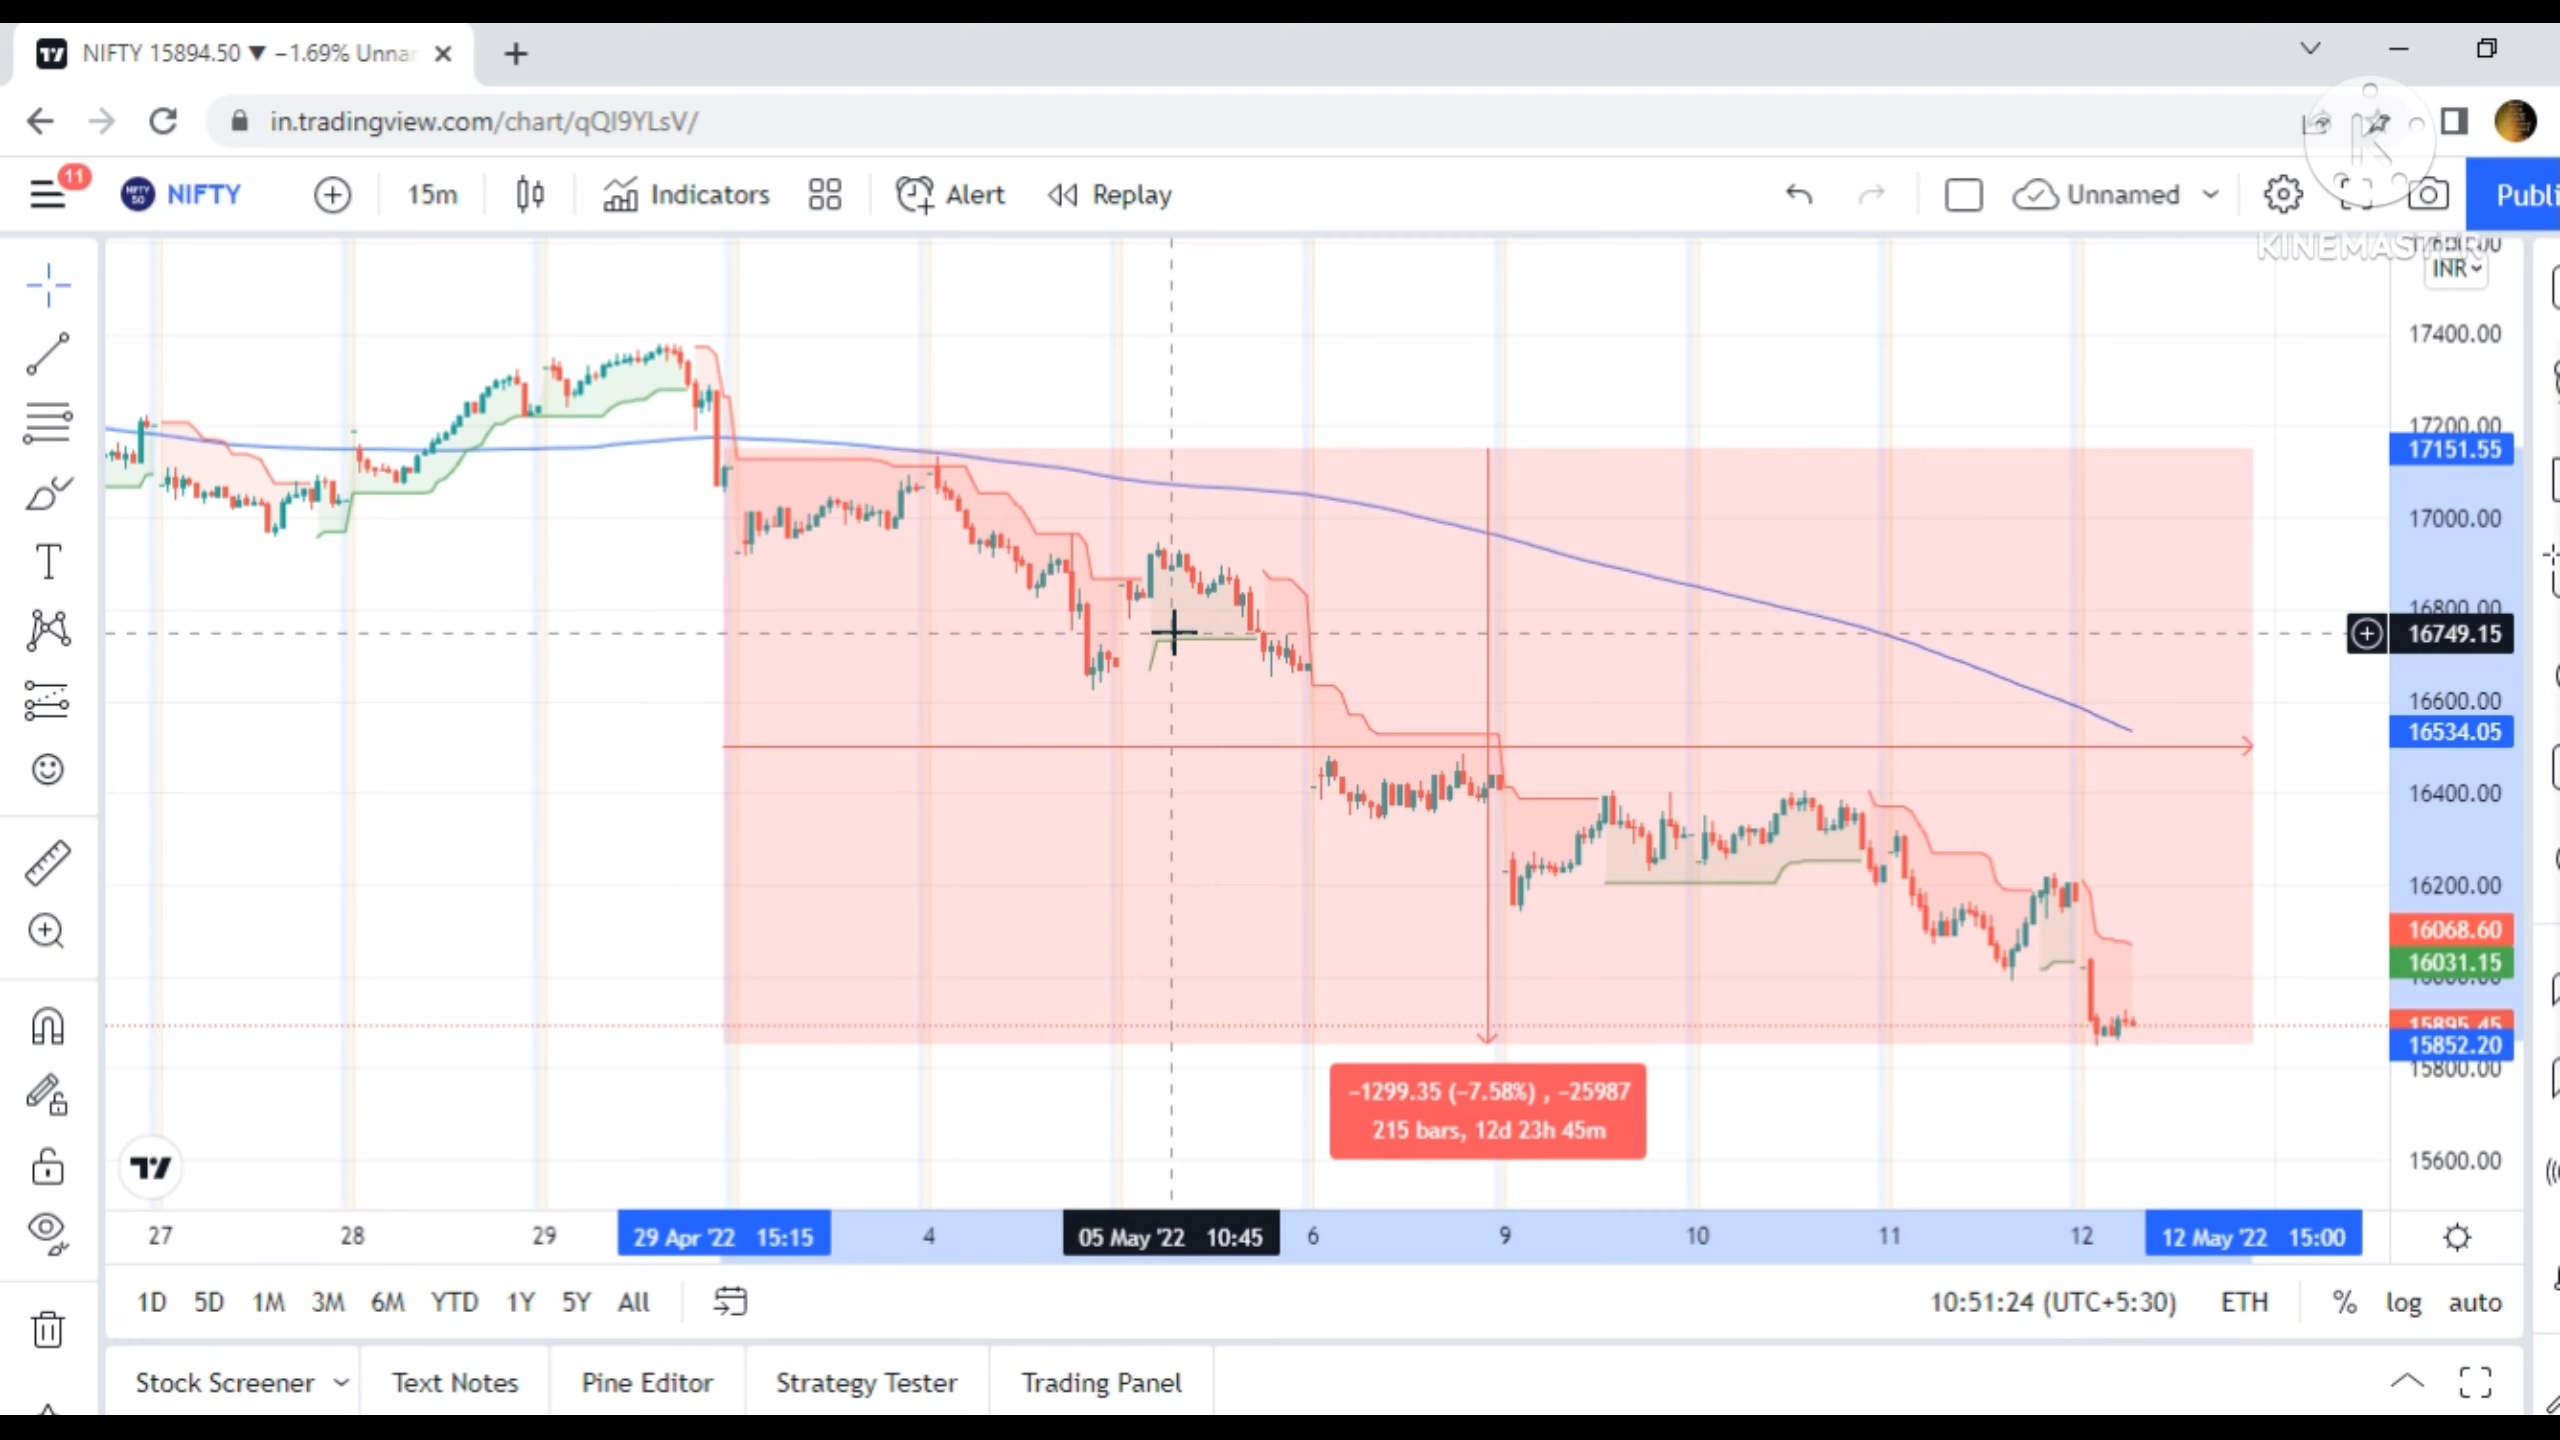 NIFTY 15894.50 ▼ −1.69% Unna
in.tradingview.com/chart/qQI9YLsV/
11
NIFTY
15m
Indicators
Alert
Replay
Unnamed
Publi
KINEMASTER
INR
17400.00
17200.00
17151.55
17000.00
16800.00
16749.15
16600.00
16534.05
16400.00
16200.00
16068.60
16031.15
15895.45
15852.20
15800.00
15600.00
−1299.35 (−7.58%) , −25987
215 bars, 12d 23h 45m
27 28 29 29 Apr '22 15:15 4 05 May '22 10:45 6 9 10 11 12 12 May '22 15:00
1D 5D 1M 3M 6M YTD 1Y 5Y All 10:51:24 (UTC+5:30) ETH % log auto
Stock Screener Text Notes Pine Editor Strategy Tester Trading Panel